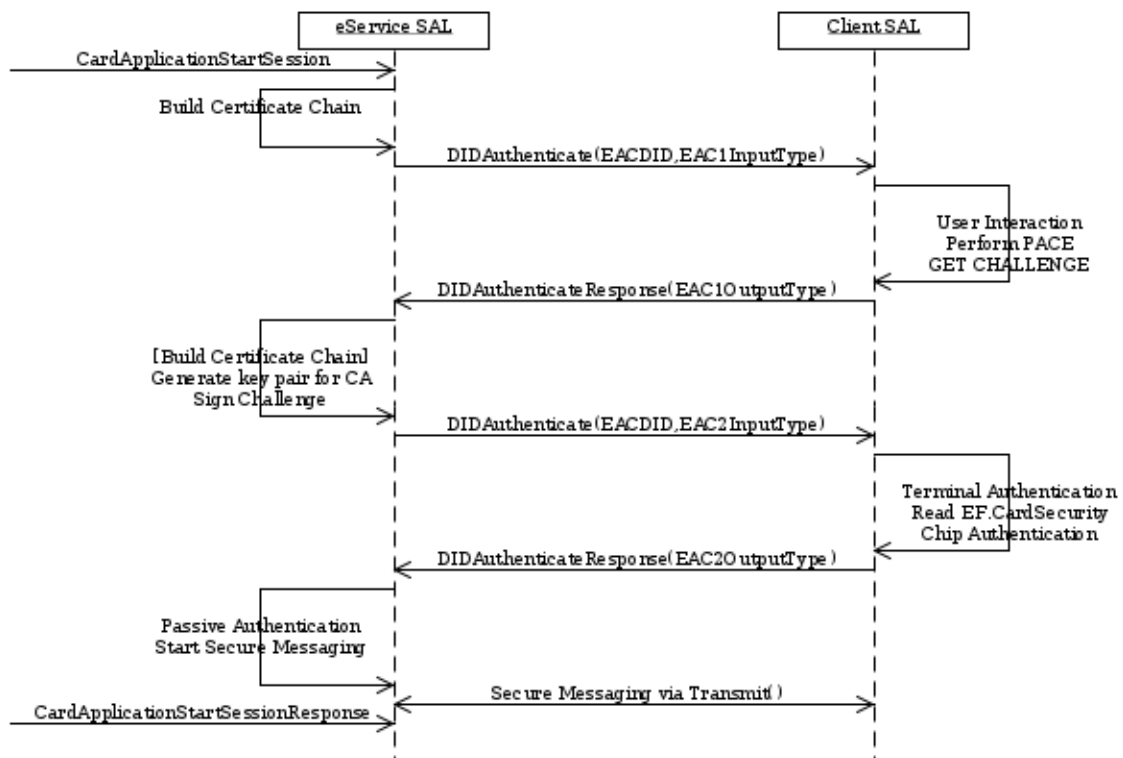 eService SAL
Client SAL
CardApplicationStartSession
Build Certificate Chain
DIDAuthenticate(EACDID,EAC1InputType)
User Interaction
Perform PACE
GET CHALLENGE
DIDAuthenticateResponse(EAC1OutputType)
[Build Certificate Chain]
Generate key pair for CA
Sign Challenge
DIDAuthenticate(EACDID,EAC2InputType)
Terminal Authentication
Read EF.CardSecurity
Chip Authentication
DIDAuthenticateResponse(EAC2OutputType)
Passive Authentication
Start Secure Messaging
Secure Messaging via Transmit()
CardApplicationStartSessionResponse